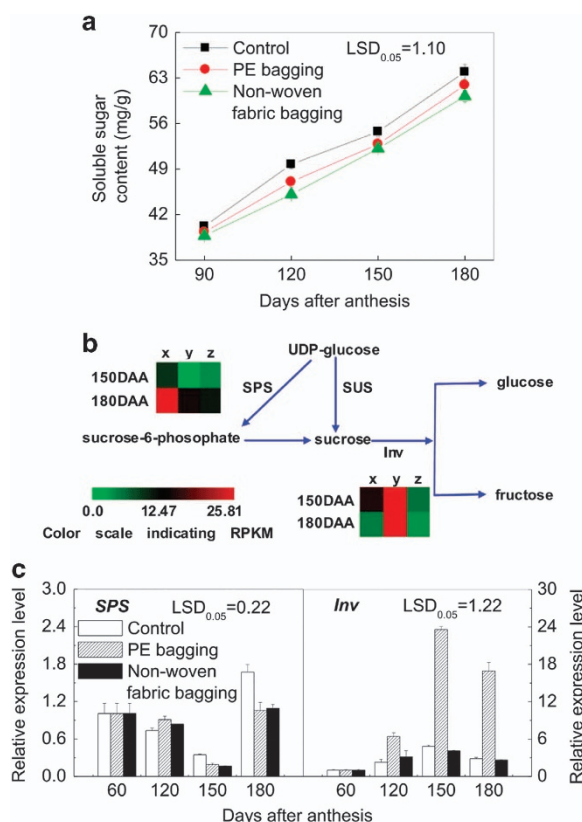 a
70
63
56
49
42
35
Soluble sugar
content (mg/g)
Control
PE bagging
Non-woven
fabric bagging
LSD0.05=1.10
90 120 150 180
Days after anthesis
b
x y z
150DAA
180DAA
UDP-glucose
SPS
SUS
sucrose-6-phosophate
sucrose
Inv
glucose
fructose
x y z
150DAA
180DAA
0.0 12.47 25.81
Color scale indicating RPKM
c
3.0
2.4
1.8
1.2
0.6
0.0
Relative expression level
SPS
LSD0.05=0.22
Control
PE bagging
Non-woven
fabric bagging
60 120 150 180
Inv
LSD0.05=1.22
60 120 150 180
30
24
18
12
6
0
Relative expression level
Days after anthesis
Days after anthesis